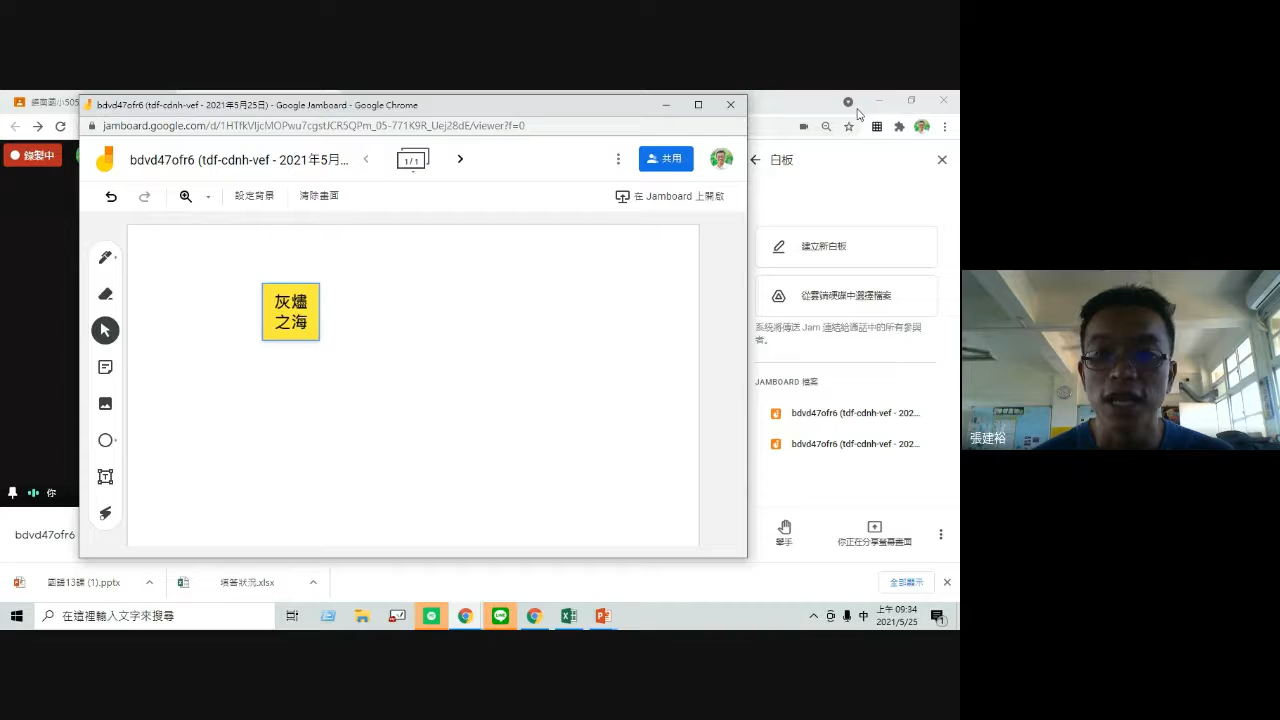 bdvd47ofr6 (tdf-cdnh-vef - 2021年5月25日) - Google Jamboard - Google Chrome
jamboard.google.com/d/1HTfkVljcMOPwu7cgstJCR5QPm_05-771K9R_Uej28dE/viewer?f=0
錄製中
bdvd47ofr6 (tdf-cdnh-vef - 2021年5月...
1/1
共用
白板
設定背景
清除畫面
在 Jamboard 上開啟
建立新白板
灰燼
之海
從雲端硬碟中選擇檔案
系統將傳送 Jam 連結給通話中的所有參與
者。
JAMBOARD 檔案
bdvd47ofr6 (tdf-cdnh-vef - 202...
bdvd47ofr6 (tdf-cdnh-vef - 202...
張建裕
你
bdvd47ofr6
舉手
你正在分享螢幕畫面
國語13課 (1).pptx
填答狀況.xlsx
全部顯示
在這裡輸入文字來搜尋
中
上午 09:34
2021/5/25
1